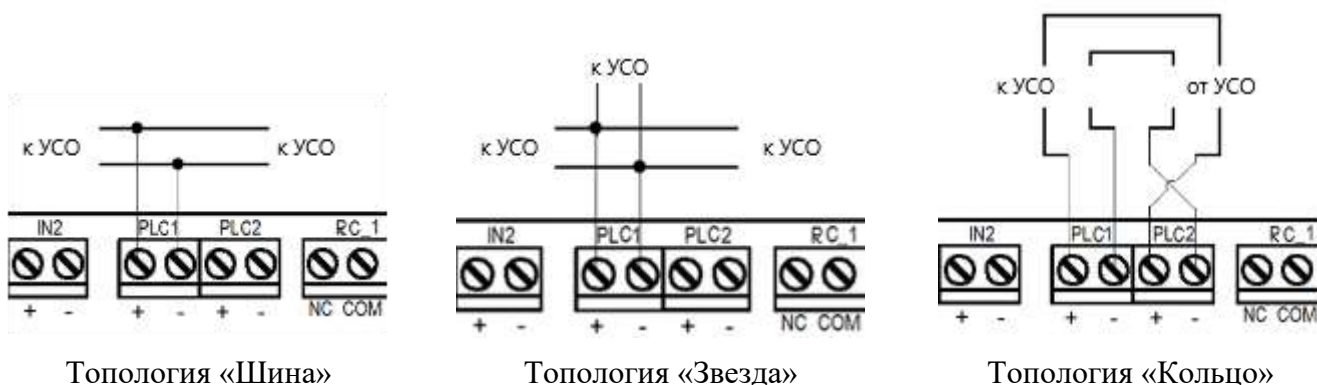 к УСО
к УСО
IN2 PLC1 PLC2 RC_1
+ - + - + - NC COM
Топология «Шина»
к УСО
к УСО
к УСО
IN2 PLC1 PLC2 RC_1
+ - + - + - NC COM
Топология «Звезда»
к УСО
от УСО
IN2 PLC1 PLC2 RC_1
+ - + - + - NC COM
Топология «Кольцо»